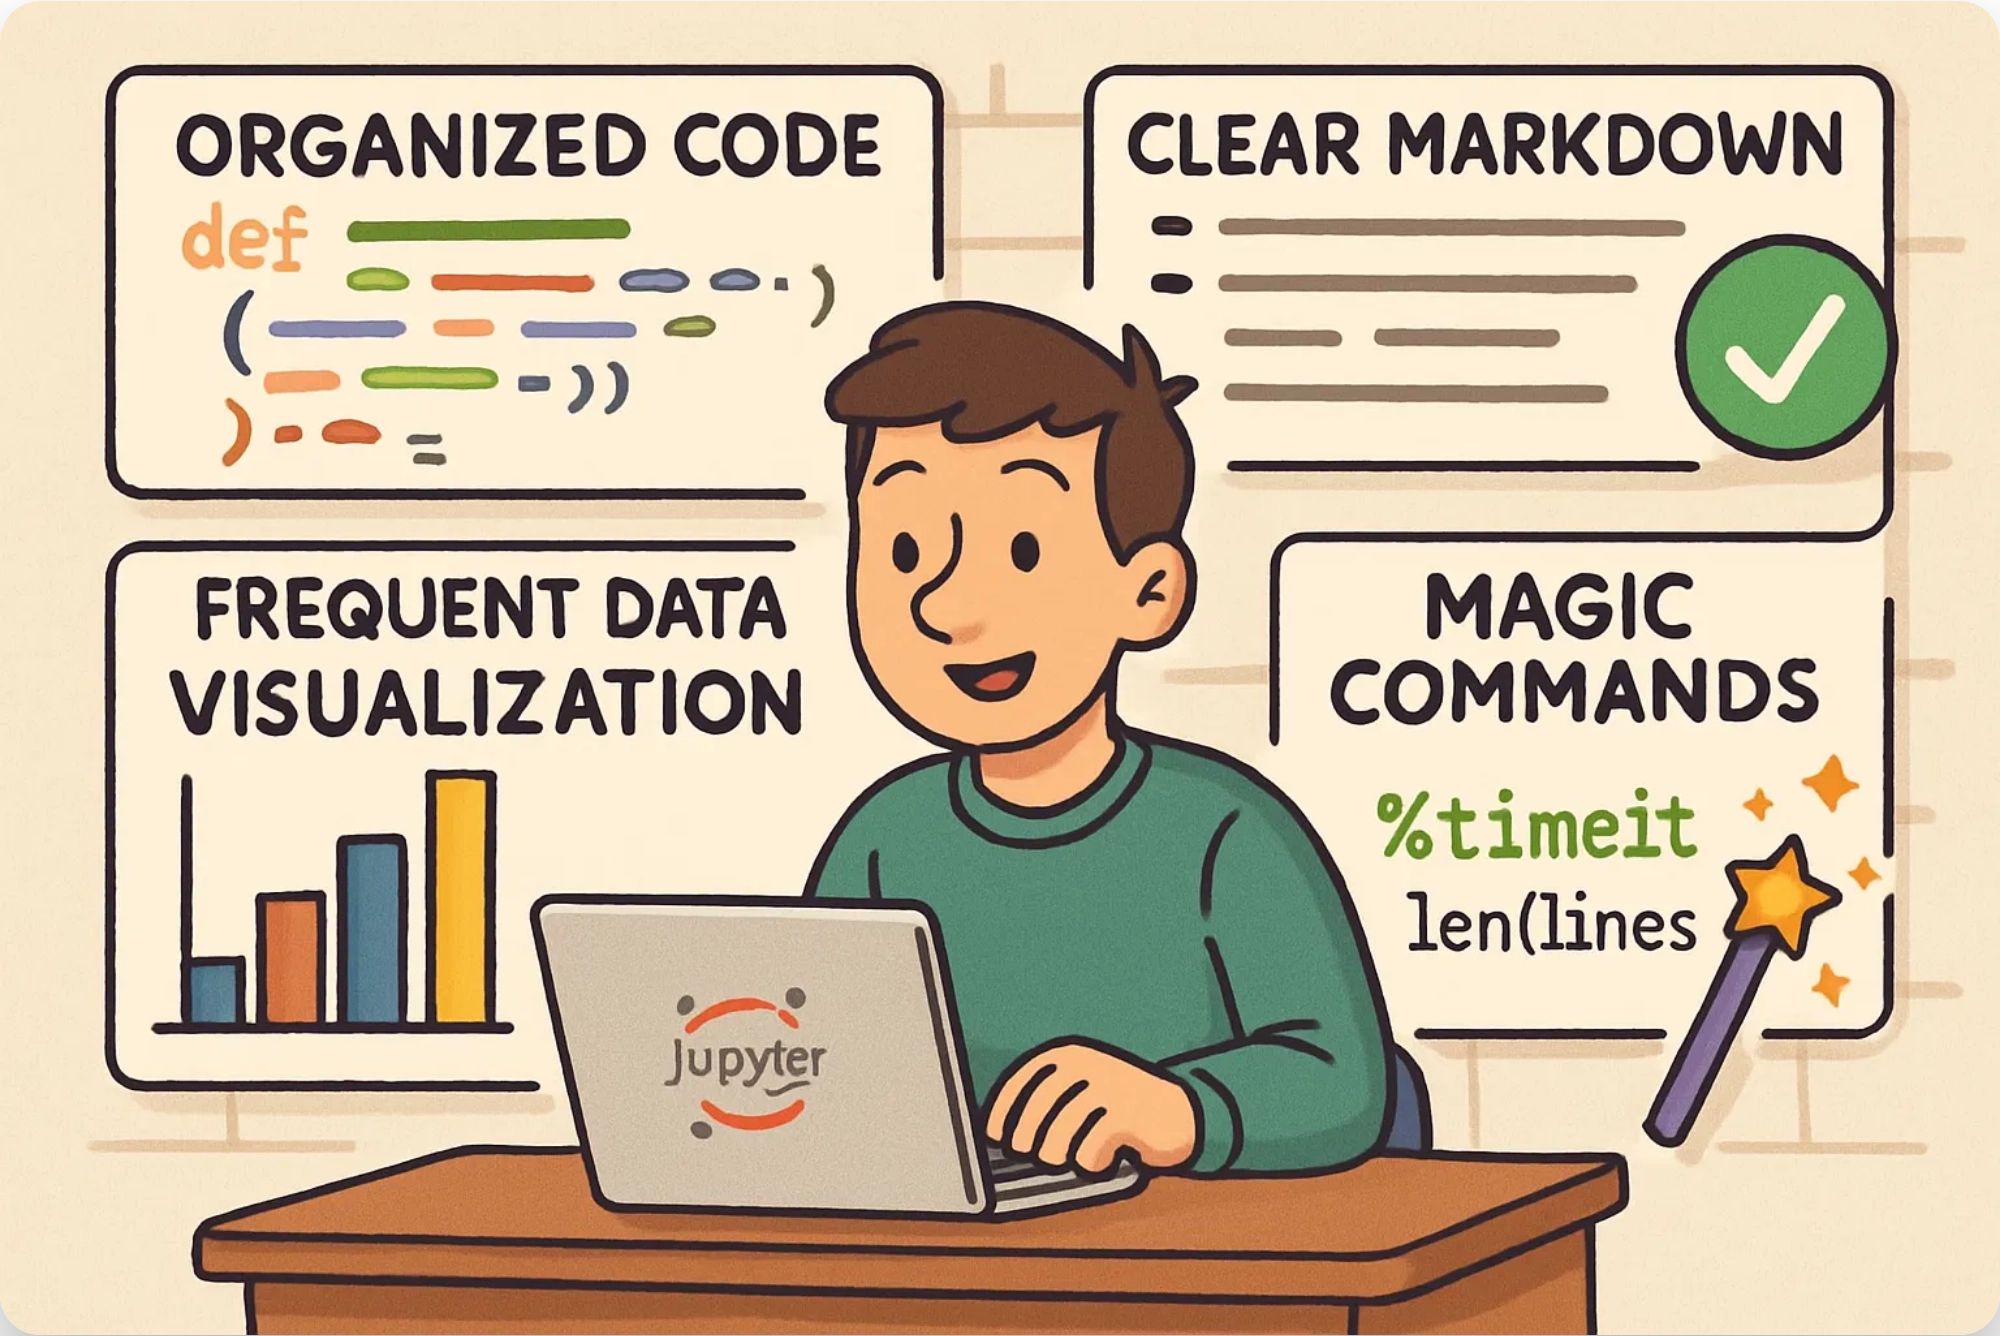 ORGANIZED CODE
def
CLEAR MARKDOWN
FREQUENT DATA
VISUALIZATION
MAGIC
COMMANDS
%timeit
len(lines
Jupyter